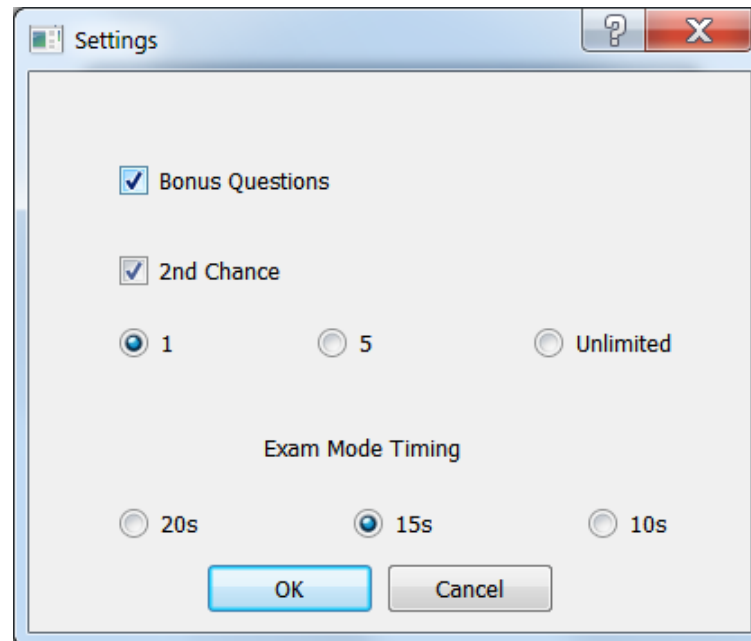 Settings
Bonus Questions
2nd Chance
1 5 Unlimited
Exam Mode Timing
20s 15s 10s
OK Cancel